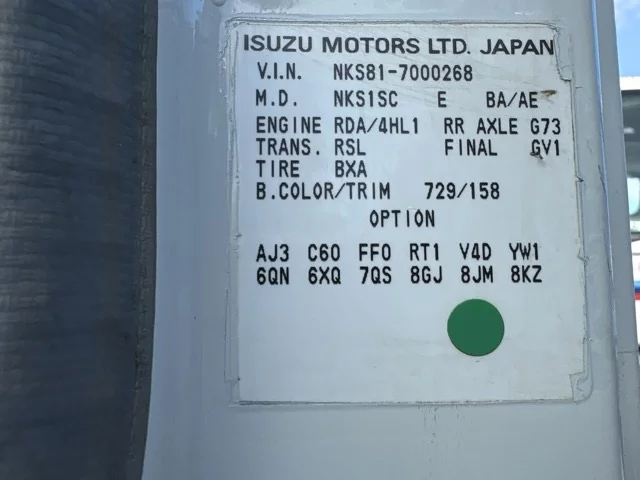 ISUZU MOTORS LTD. JAPAN
V.I.N. NKS81-7000268
M.D. NKS1SC E BA/AE
ENGINE RDA/4HL1 RR AXLE G73
TRANS. RSL FINAL GV1
TIRE BXA
B.COLOR/TRIM 729/158
OPTION
AJ3 C60 FF0 RT1 V4D YW1
6QN 6XQ 7QS 8GJ 8JM 8KZ